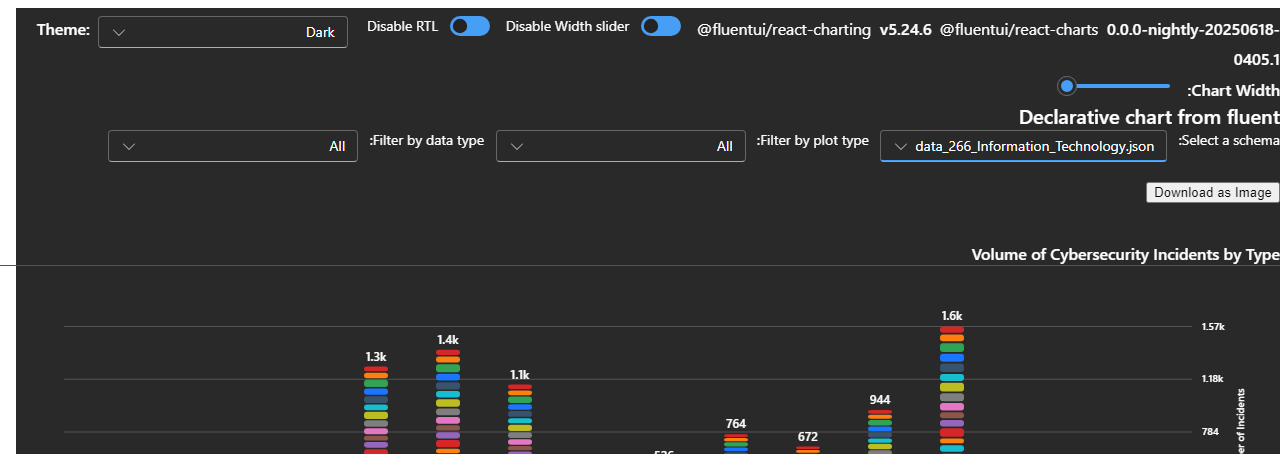 Theme:
Dark
Disable RTL
Disable Width slider
@fluentui/react-charting v5.24.6 @fluentui/react-charts 0.0.0-nightly-20250618-
0405.1
:Chart Width
Declarative chart from fluent
:Select a schema
data_266_Information_Technology.json
:Filter by plot type
All
:Filter by data type
All
Download as Image
Volume of Cybersecurity Incidents by Type
1.6k
1.57k
1.4k
1.3k
1.1k
1.18k
944
764
672
784
er of Incidents